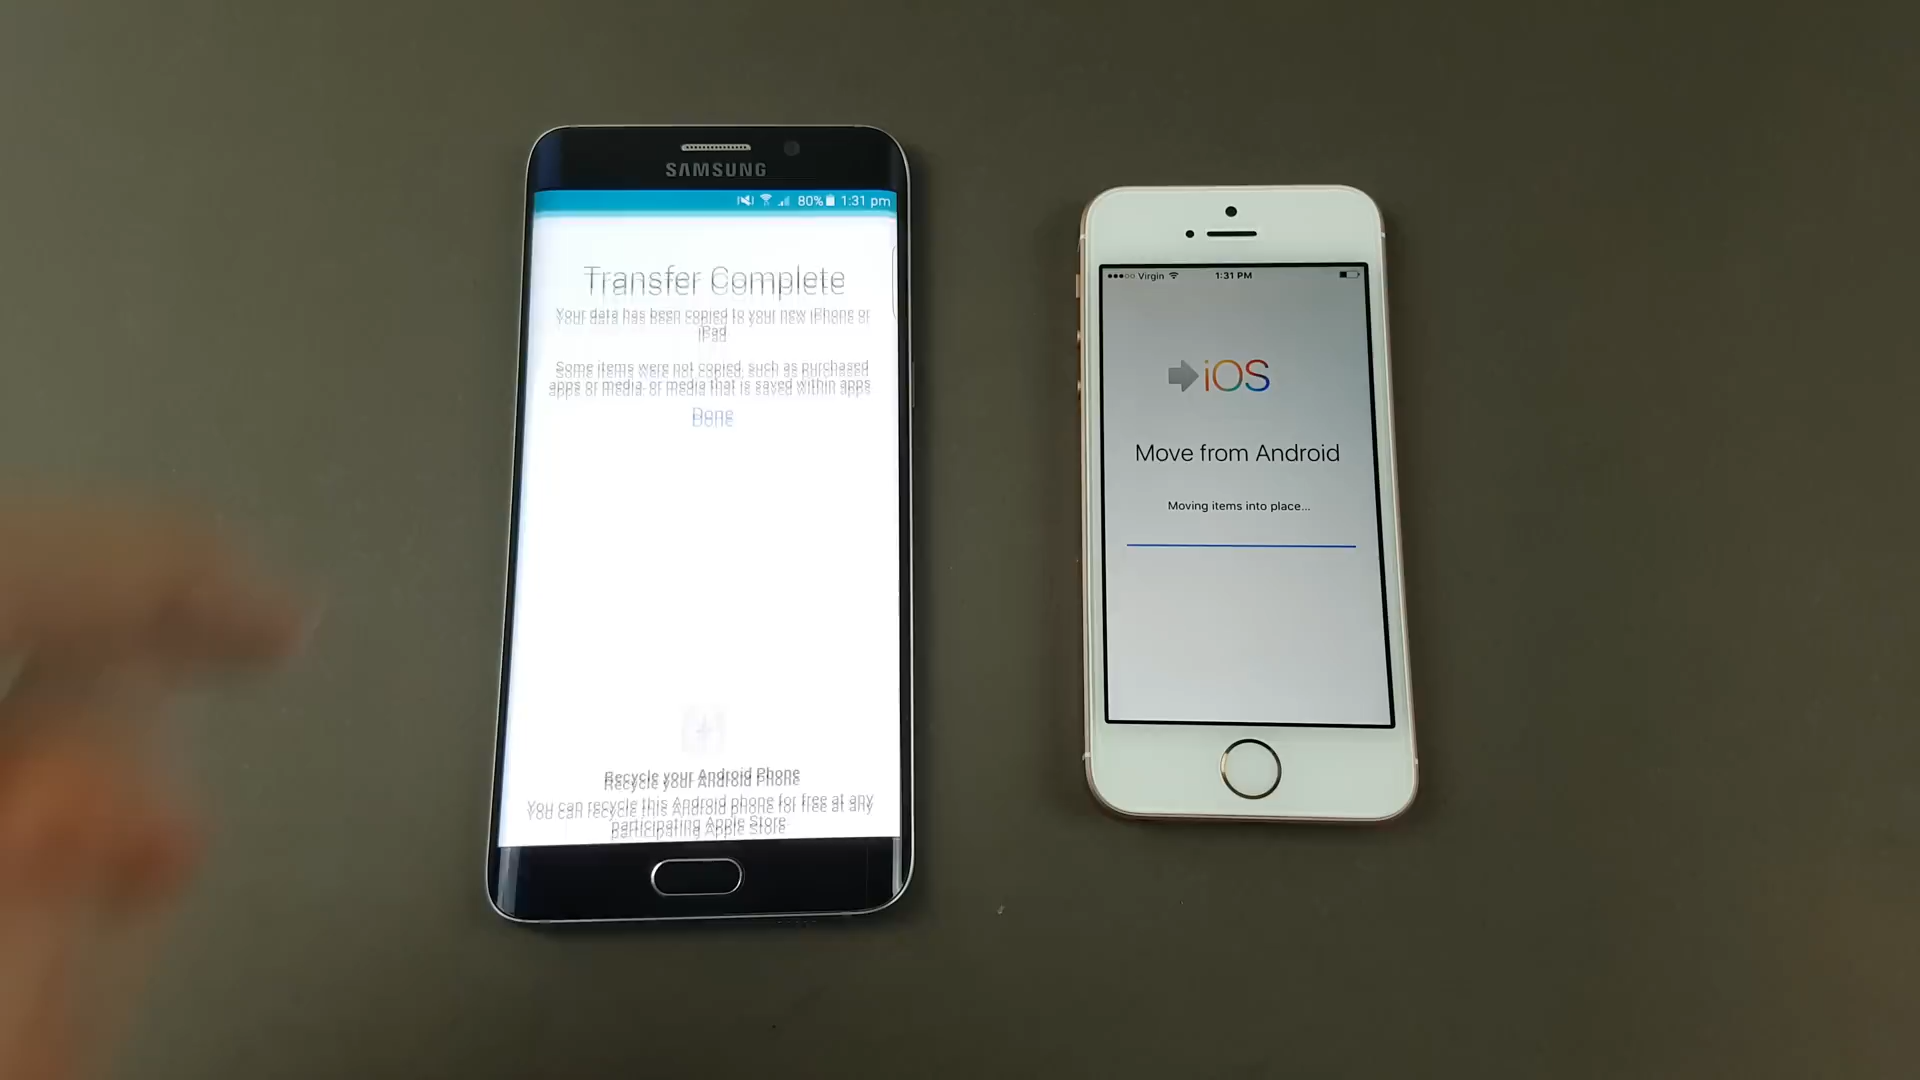 SAMSUNG
80% 1:31 pm
Transfer Complete
Your data has been copied to your new iPhone or
iPad
Some items were not copied, such as purchased
apps or media, or media that is saved within apps
Done
Recycle your Android Phone
You can recycle this Android phone for free at any
participating Apple Store
Virgin 1:31 PM
iOS
Move from Android
Moving items into place...